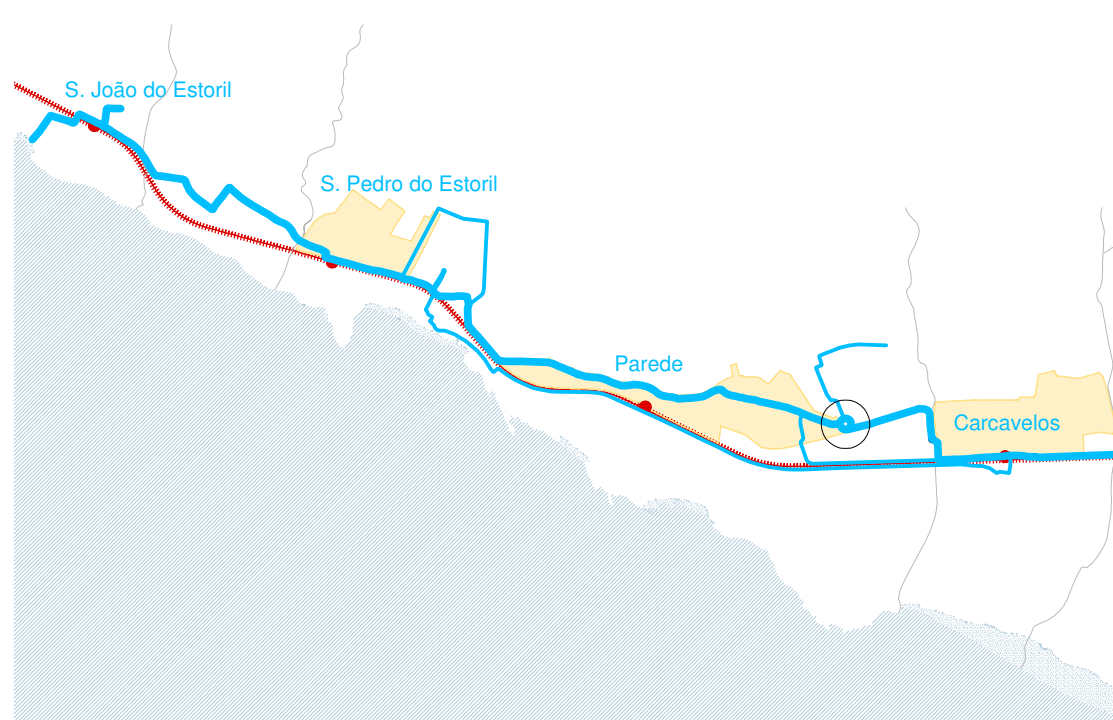 S. João do Estoril
S. Pedro do Estoril
Parede
Carcavelos